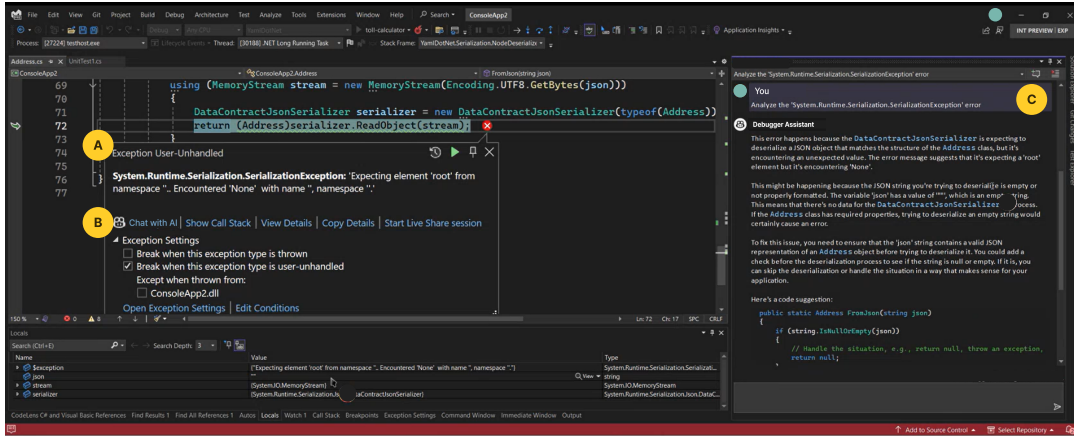 File Edit View Git Project Build Debug Architecture Test Analyze Tools Extensions Window Help Search ConsoleApp2
toll-calculator Application Insights
INT PREVIEW | EXP
Process: [27224] testhost.exe Lifecycle Events Thread: [30188] .NET Long Running Task Stack Frame: YamlDotNet.Serialization.NodeDeserializ
Address.cs UnitTest1.cs
ConsoleApp2 ConsoleApp2.Address FromJson(string json)
69 using (MemoryStream stream = new MemoryStream(Encoding.UTF8.GetBytes(json)))
70 {
71 DataContractJsonSerializer serializer = new DataContractJsonSerializer(typeof(Address))
72 return (Address)serializer.ReadObject(stream);
73 }
74
75
76
77
A
Exception User-Unhandled
System.Runtime.Serialization.SerializationException: 'Expecting element 'root' from
namespace ''.. Encountered 'None' with name '', namespace ''.'
B
Chat with AI | Show Call Stack | View Details | Copy Details | Start Live Share session
Exception Settings
Break when this exception type is thrown
Break when this exception type is user-unhandled
Except when thrown from:
ConsoleApp2.dll
Open Exception Settings | Edit Conditions
150 % 0 8 Ln: 72 Ch: 17 SPC CRLF
Locals
Search (Ctrl+E) Search Depth: 3
Name Value Type
$exception {"Expecting element 'root' from namespace ''.. Encountered 'None' with name '', namespace ''."} System.Runtime.Serialization.Serializati...
json "" View string
stream {System.IO.MemoryStream} System.IO.MemoryStream
serializer System.Runtime.Serialization.Json.DataC...
CodeLens C# and Visual Basic References Find Results 1 Find All References 1 Autos Locals Watch 1 Call Stack Breakpoints Exception Settings Command Window Immediate Window Output
Analyze the 'System.Runtime.Serialization.SerializationException' error
You
Analyze the 'System.Runtime.Serialization.SerializationException' error
C
Debugger Assistant
This error happens because the DataContractJsonSerializer is expecting to
deserialize a JSON object that matches the structure of the Address class, but it's
encountering an unexpected value. The error message suggests that it's expecting a 'root'
element but it's encountering 'None'.
This might be happening because the JSON string you're trying to deserialize is empty or
not properly formatted. The variable 'json' has a value of '""', which is an
This means that there's no data for the DataContractJsonSerializer
If the Address class has required properties, trying to deserialize an empty string would
certainly cause an error.
To fix this issue, you need to ensure that the 'json' string contains a valid JSON
representation of an Address object before trying to deserialize it. You could add a
check before the deserialization process to see if the string is null or empty. If it is, you
can skip the deserialization or handle the situation in a way that makes sense for your
application.
Here's a code suggestion:
public static Address FromJson(string json)
{
if (string.IsNullOrEmpty(json))
{
// Handle the situation, e.g., return null, throw an exception,
return null;
Add to Source Control Select Repository